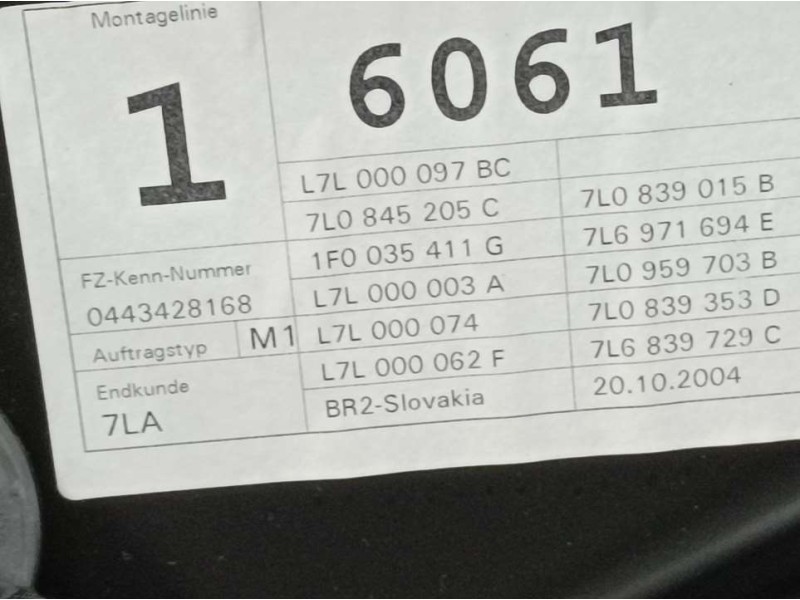 Montagelinie
1
6061
L7L 000 097 BC
7L0 845 205 C
7L0 839 015 B
1F0 035 411 G
7L6 971 694 E
FZ-Kenn-Nummer
0443428168
L7L 000 003 A
7L0 959 703 B
Auftragstyp
M1
L7L 000 074
7L0 839 353 D
Endkunde
7LA
L7L 000 062 F
7L6 839 729 C
BR2-Slovakia
20.10.2004